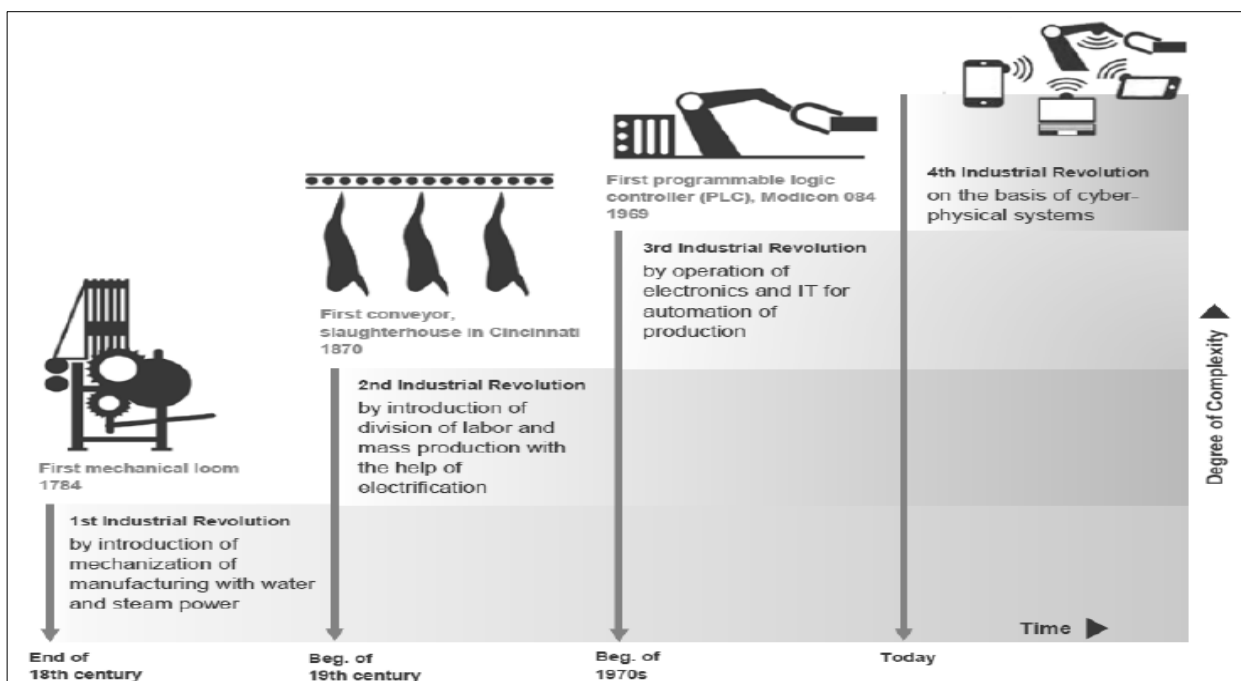 First mechanical loom
1784
1st Industrial Revolution
by introduction of
mechanization of
manufacturing with water
and steam power
End of
18th century
First conveyor,
slaughterhouse in Cincinnati
1870
2nd Industrial Revolution
by introduction of
division of labor and
mass production with
the help of
electrification
Beg. of
19th century
First programmable logic
controller (PLC), Modicon 084
1969
3rd Industrial Revolution
by operation of
electronics and IT for
automation of
production
Beg. of
1970s
4th Industrial Revolution
on the basis of cyber-
physical systems
Today
Time
Degree of Complexity